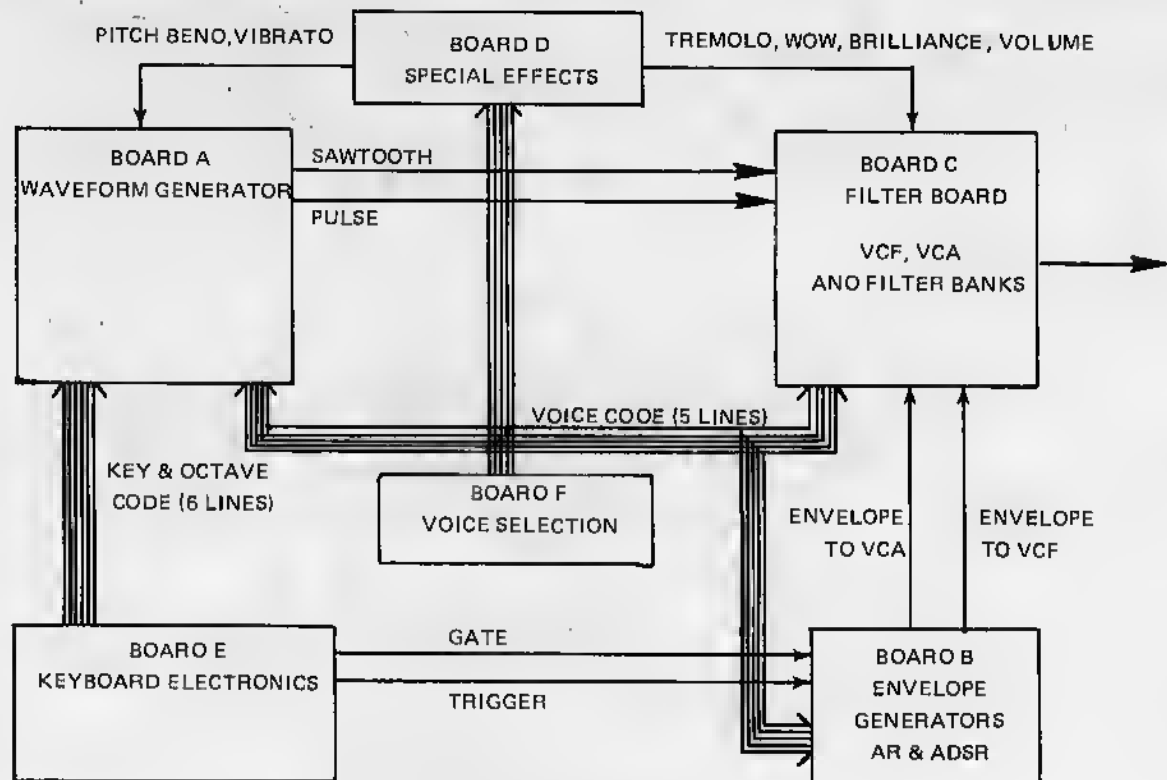 PITCH BENO,VIBRATO
BOARD D
SPECIAL EFFECTS
TREMOLO, WOW, BRILLIANCE, VOLUME
BOARD A
WAVEFORM GENERATOR
SAWTOOTH
PULSE
BOARD C
FILTER BOARD
VCF, VCA
ANO FILTER BANKS
VOICE COOE (5 LINES)
KEY & OCTAVE
CODE (6 LINES)
BOARO F
VOICE SELECTION
ENVELOPE
TO VCA
ENVELOPE
TO VCF
BOARO E
KEYBOARD ELECTRONICS
GATE
TRIGGER
BOARO B
ENVELOPE
GENERATORS
AR & ADSR